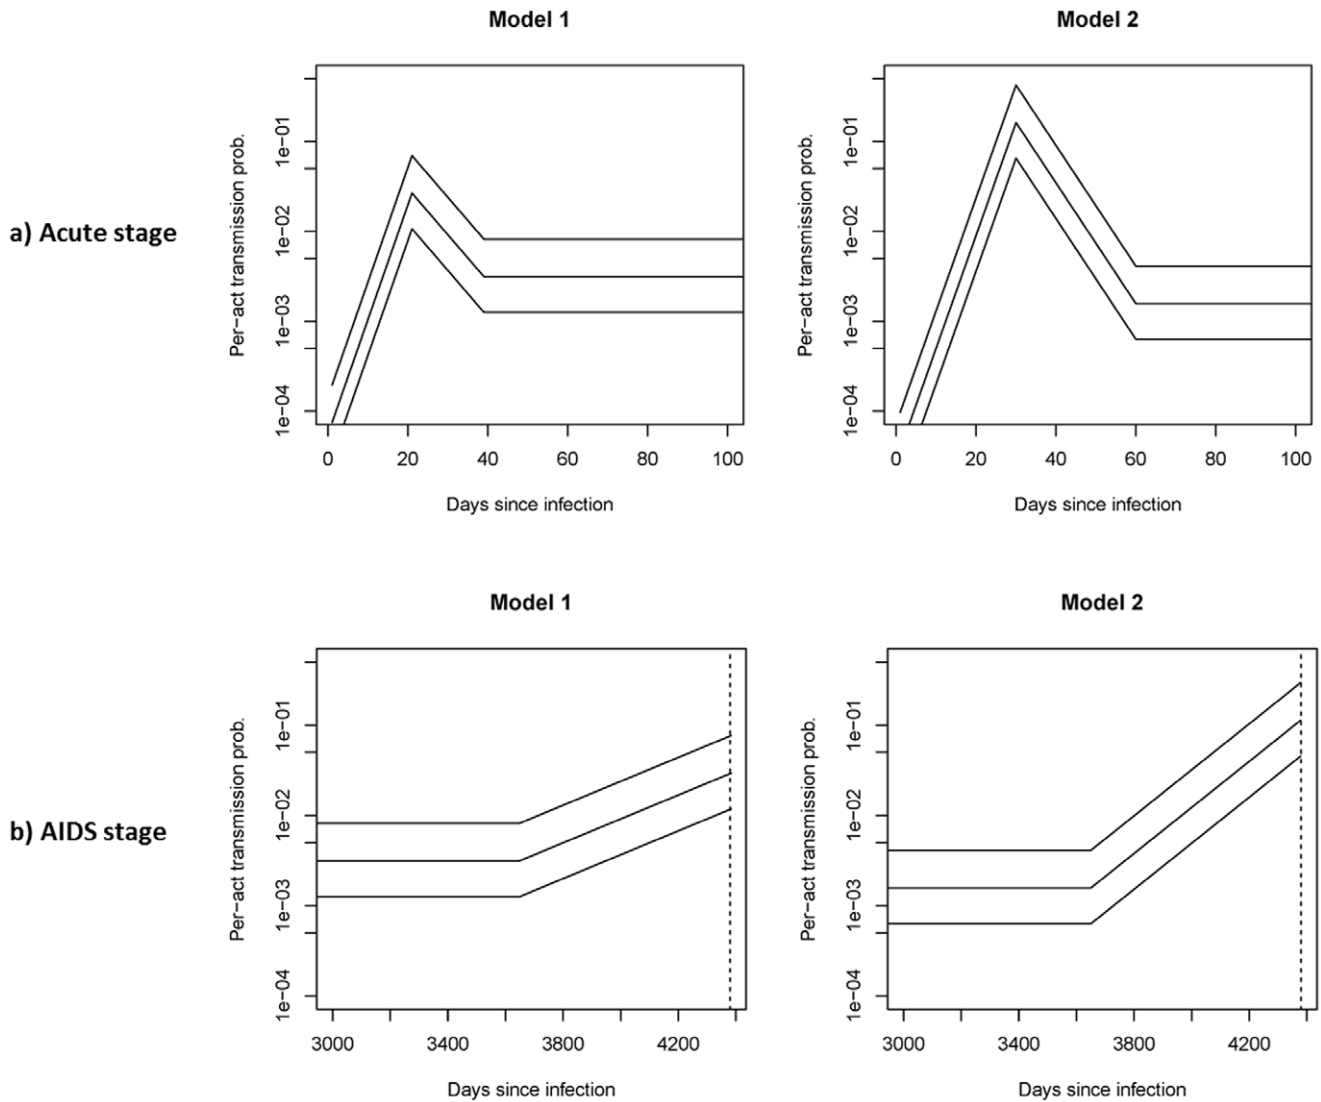 Model 1
Model 2
a) Acute stage
Per-act transmission prob.
1e-01
1e-02
1e-03
1e-04
0 20 40 60 80 100
Days since infection
Per-act transmission prob.
1e-01
1e-02
1e-03
1e-04
0 20 40 60 80 100
Days since infection
Model 1
Model 2
b) AIDS stage
Per-act transmission prob.
1e-01
1e-02
1e-03
1e-04
3000 3400 3800 4200
Days since infection
Per-act transmission prob.
1e-01
1e-02
1e-03
1e-04
3000 3400 3800 4200
Days since infection